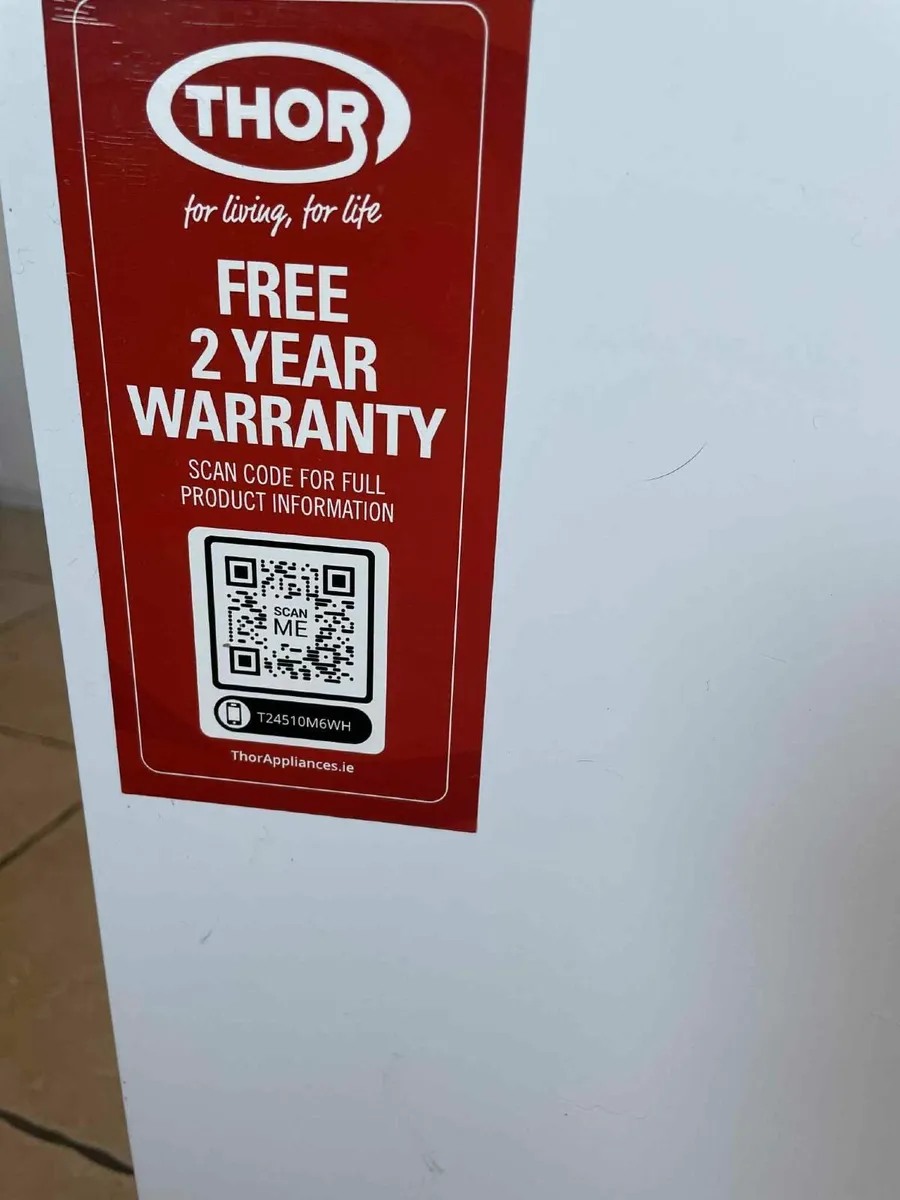 THOR
for living, for life
FREE
2 YEAR
WARRANTY
SCAN CODE FOR FULL
PRODUCT INFORMATION
SCAN
ME
T24510M6WH
ThorAppliances.ie